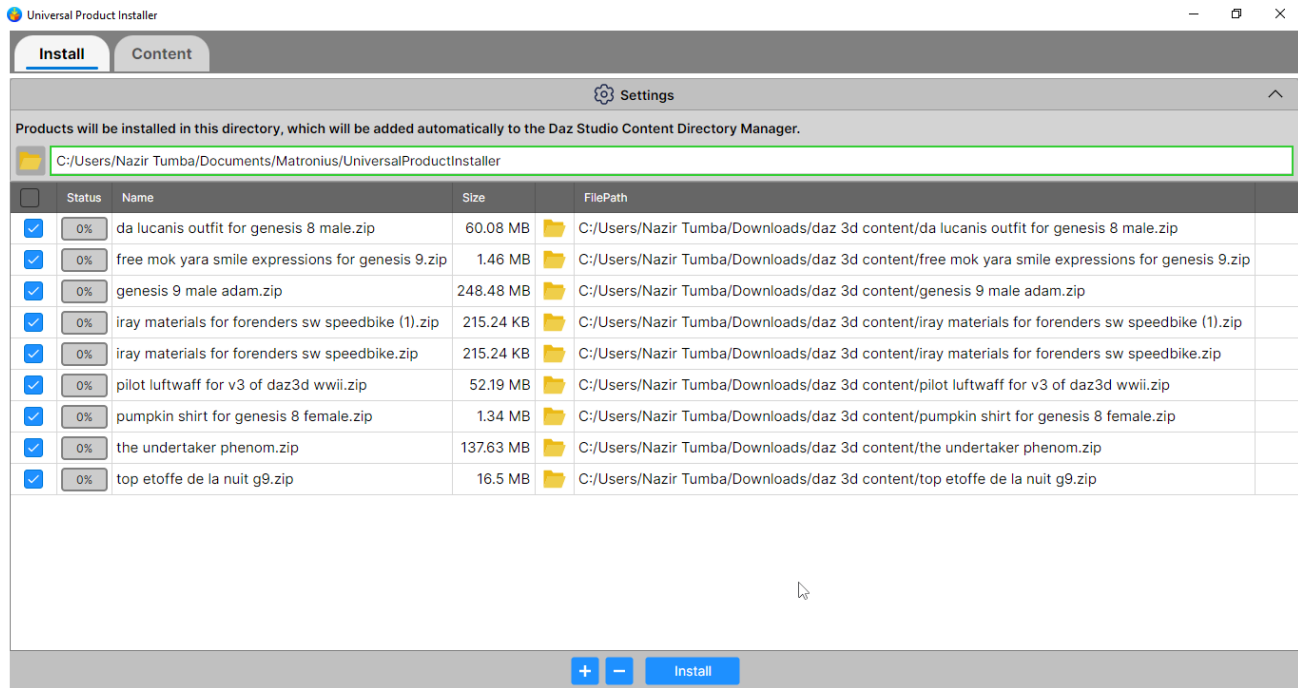 Universal Product Installer
Install Content
Settings
Products will be installed in this directory, which will be added automatically to the Daz Studio Content Directory Manager.
C:/Users/Nazir Tumba/Documents/Matronius/UniversalProductInstaller
Status Name Size FilePath
0% da lucanis outfit for genesis 8 male.zip 60.08 MB C:/Users/Nazir Tumba/Downloads/daz 3d content/da lucanis outfit for genesis 8 male.zip
0% free mok yara smile expressions for genesis 9.zip 1.46 MB C:/Users/Nazir Tumba/Downloads/daz 3d content/free mok yara smile expressions for genesis 9.zip
0% genesis 9 male adam.zip 248.48 MB C:/Users/Nazir Tumba/Downloads/daz 3d content/genesis 9 male adam.zip
0% iray materials for forenders sw speedbike (1).zip 215.24 KB C:/Users/Nazir Tumba/Downloads/daz 3d content/iray materials for forenders sw speedbike (1).zip
0% iray materials for forenders sw speedbike.zip 215.24 KB C:/Users/Nazir Tumba/Downloads/daz 3d content/iray materials for forenders sw speedbike.zip
0% pilot luftwaff for v3 of daz3d wwii.zip 52.19 MB C:/Users/Nazir Tumba/Downloads/daz 3d content/pilot luftwaff for v3 of daz3d wwii.zip
0% pumpkin shirt for genesis 8 female.zip 1.34 MB C:/Users/Nazir Tumba/Downloads/daz 3d content/pumpkin shirt for genesis 8 female.zip
0% the undertaker phenom.zip 137.63 MB C:/Users/Nazir Tumba/Downloads/daz 3d content/the undertaker phenom.zip
0% top etoffe de la nuit g9.zip 16.5 MB C:/Users/Nazir Tumba/Downloads/daz 3d content/top etoffe de la nuit g9.zip
+ − Install